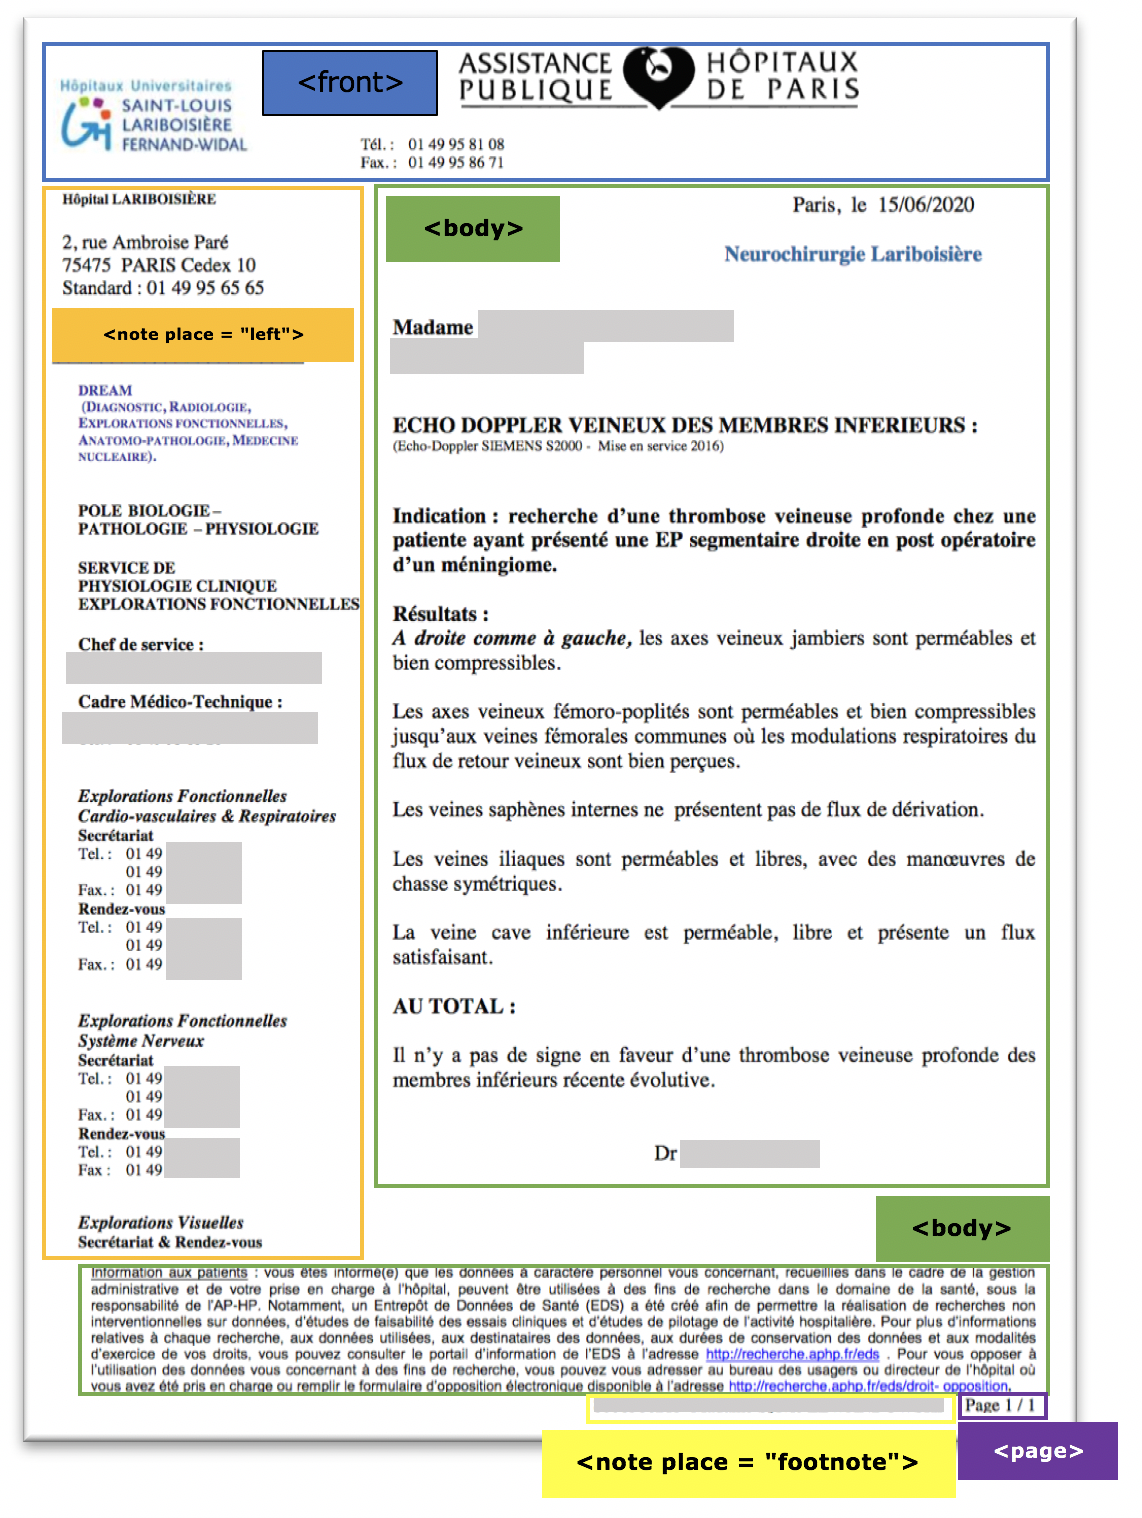 <front>
Hôpitaux Universitaires
SAINT-LOUIS
LARIBOISIÈRE
FERNAND-WIDAL
ASSISTANCE HÔPITAUX
PUBLIQUE DE PARIS
Tél. : 01 49 95 81 08
Fax. : 01 49 95 86 71
Hôpital LARIBOISIÈRE
2, rue Ambroise Paré
75475 PARIS Cedex 10
Standard : 01 49 95 65 65
<note place = "left">
DREAM
(DIAGNOSTIC, RADIOLOGIE,
EXPLORATIONS FONCTIONNELLES,
ANATOMO-PATHOLOGIE, MEDECINE
NUCLEAIRE).
POLE BIOLOGIE –
PATHOLOGIE – PHYSIOLOGIE
SERVICE DE
PHYSIOLOGIE CLINIQUE
EXPLORATIONS FONCTIONNELLES
Chef de service :
Cadre Médico-Technique :
Explorations Fonctionnelles
Cardio-vasculaires & Respiratoires
Secrétariat
Tel. : 01 49
01 49
Fax. : 01 49
Rendez-vous
Tel. : 01 49
01 49
Fax. : 01 49
Explorations Fonctionnelles
Système Nerveux
Secrétariat
Tel. : 01 49
01 49
Fax. : 01 49
Rendez-vous
Tel. : 01 49
Fax : 01 49
Explorations Visuelles
Secrétariat & Rendez-vous
<body>
Paris, le 15/06/2020
Neurochirurgie Lariboisière
Madame
ECHO DOPPLER VEINEUX DES MEMBRES INFERIEURS :
(Echo-Doppler SIEMENS S2000 - Mise en service 2016)
Indication : recherche d'une thrombose veineuse profonde chez une
patiente ayant présenté une EP segmentaire droite en post opératoire
d'un méningiome.
Résultats :
A droite comme à gauche, les axes veineux jambiers sont perméables et
bien compressibles.
Les axes veineux fémoro-poplités sont perméables et bien compressibles
jusqu'aux veines fémorales communes où les modulations respiratoires du
flux de retour veineux sont bien perçues.
Les veines saphènes internes ne présentent pas de flux de dérivation.
Les veines iliaques sont perméables et libres, avec des manœuvres de
chasse symétriques.
La veine cave inférieure est perméable, libre et présente un flux
satisfaisant.
AU TOTAL :
Il n'y a pas de signe en faveur d'une thrombose veineuse profonde des
membres inférieurs récente évolutive.
Dr
<body>
Information aux patients : vous êtes informé(e) que les données à caractère personnel vous concernant, recueillies dans le cadre de la gestion
administrative et de votre prise en charge à l'hôpital, peuvent être utilisées à des fins de recherche dans le domaine de la santé, sous la
responsabilité de l'AP-HP. Notamment, un Entrepôt de Données de Santé (EDS) a été créé afin de permettre la réalisation de recherches non
interventionnelles sur données, d'études de faisabilité des essais cliniques et d'études de pilotage de l'activité hospitalière. Pour plus d'informations
relatives à chaque recherche, aux données utilisées, aux destinataires des données, aux durées de conservation des données et aux modalités
d'exercice de vos droits, vous pouvez consulter le portail d'information de l'EDS à l'adresse http://recherche.aphp.fr/eds . Pour vous opposer à
l'utilisation des données vous concernant à des fins de recherche, vous pouvez vous adresser au bureau des usagers ou directeur de l'hôpital où
vous avez été pris en charge ou remplir le formulaire d'opposition électronique disponible à l'adresse http://recherche.aphp.fr/eds/droit- opposition.
Page 1 / 1
<note place = "footnote">
<page>